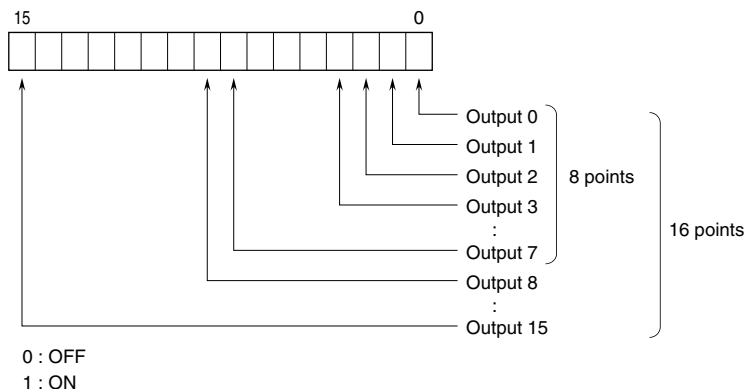 15 0
Output 0
Output 1
Output 2
8 points
Output 3
:
16 points
Output 7
Output 8
:
Output 15
0 : OFF
1 : ON